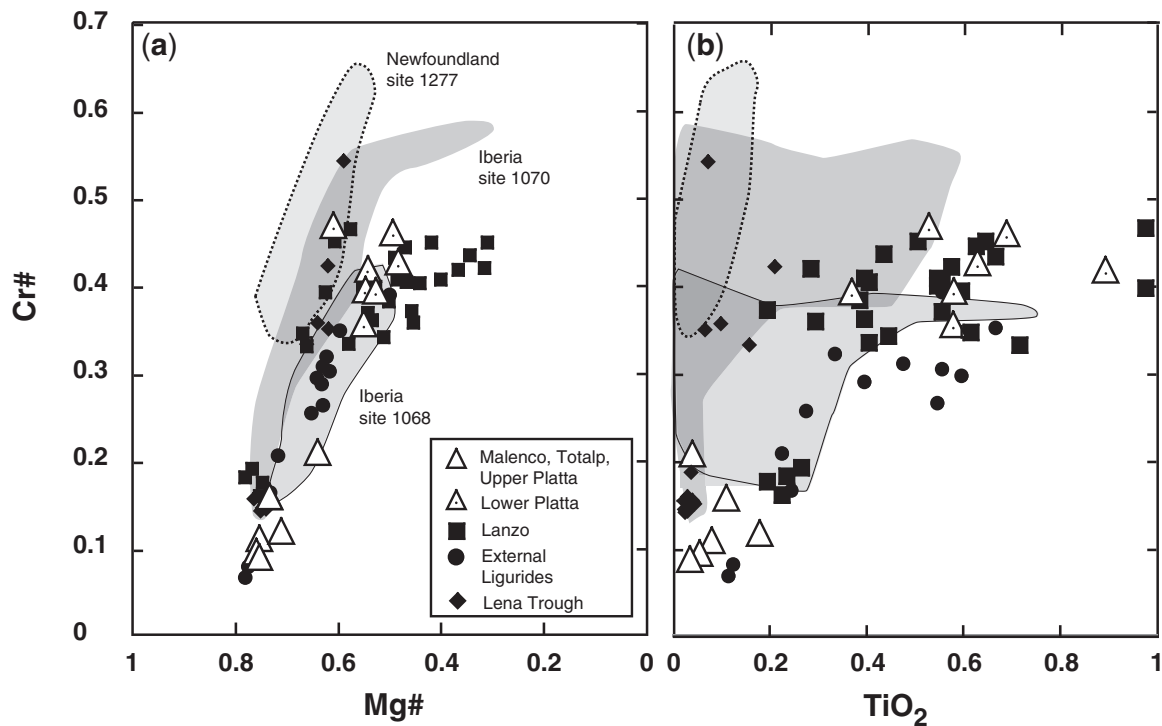 (a)
(b)
Cr#
0.7
0.6
0.5
0.4
0.3
0.2
0.1
0
Newfoundland
site 1277
Iberia
site 1070
Iberia
site 1068
Malenco, Totalp,
Upper Platta
Lower Platta
Lanzo
External
Ligurides
Lena Trough
1 0.8 0.6 0.4 0.2 0
0 0.2 0.4 0.6 0.8 1
Mg#
TiO2